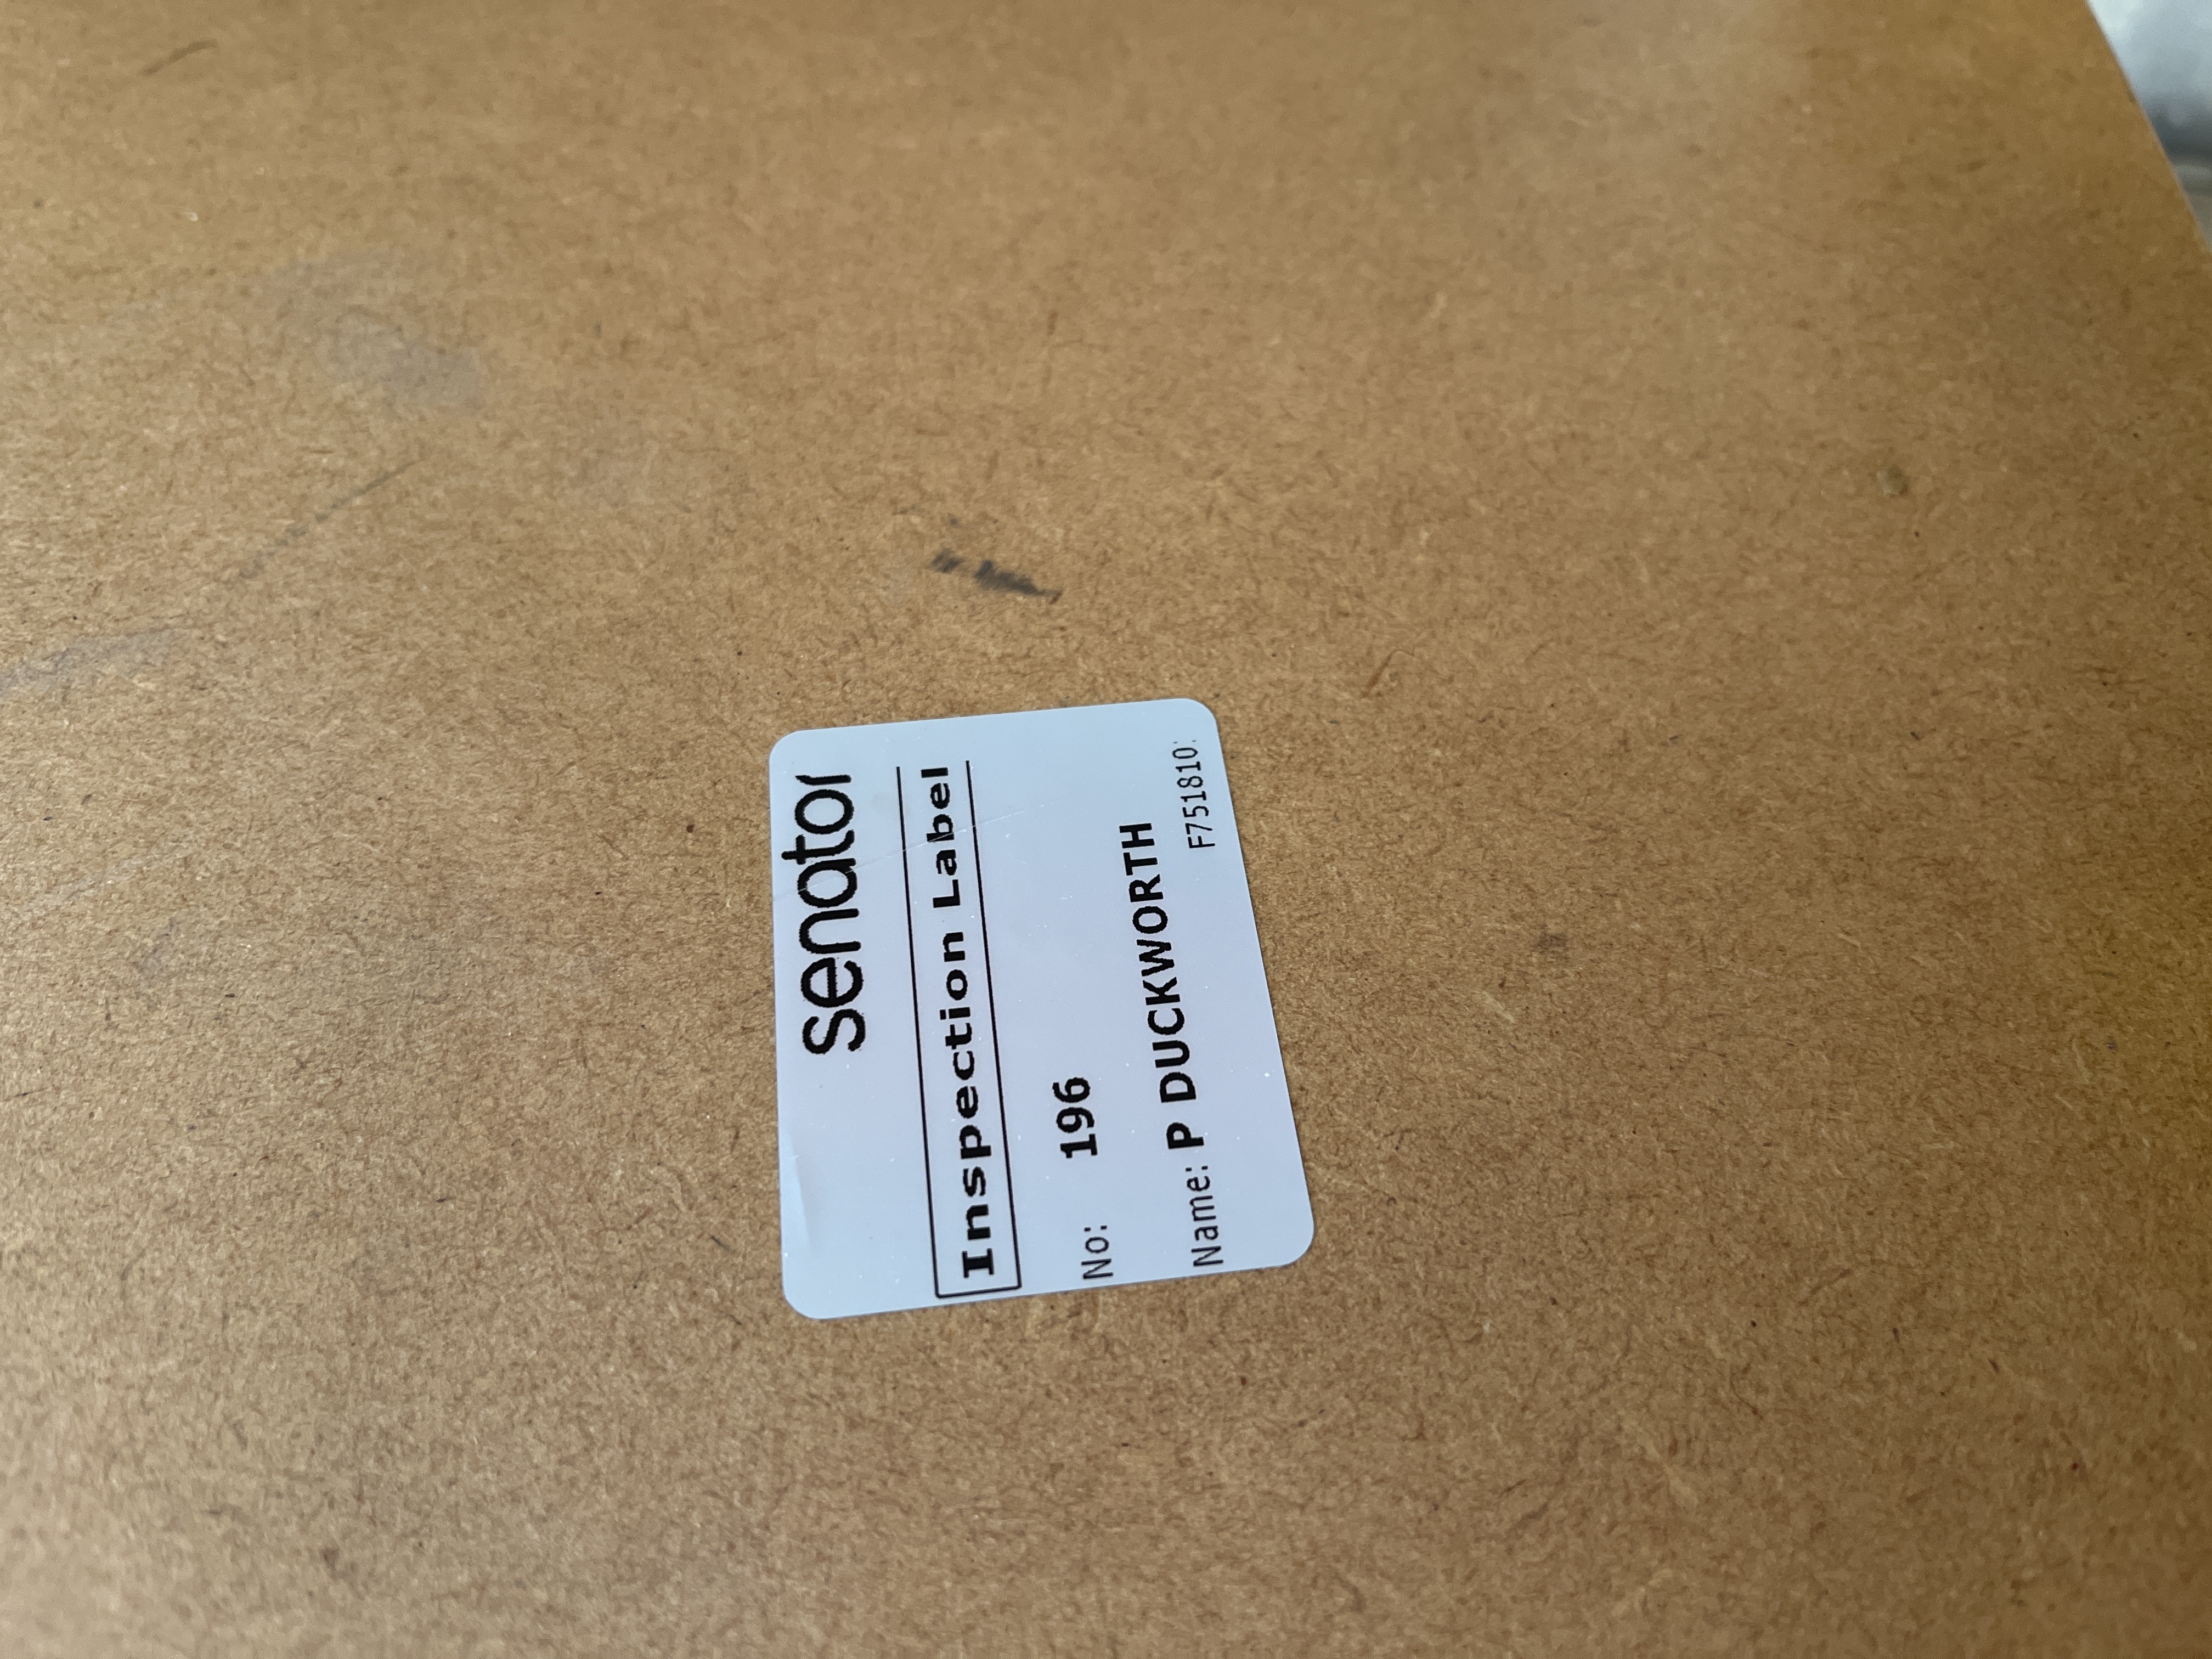 senator
Inspection Label
No: 196
Name: P DUCKWORTH
F751810